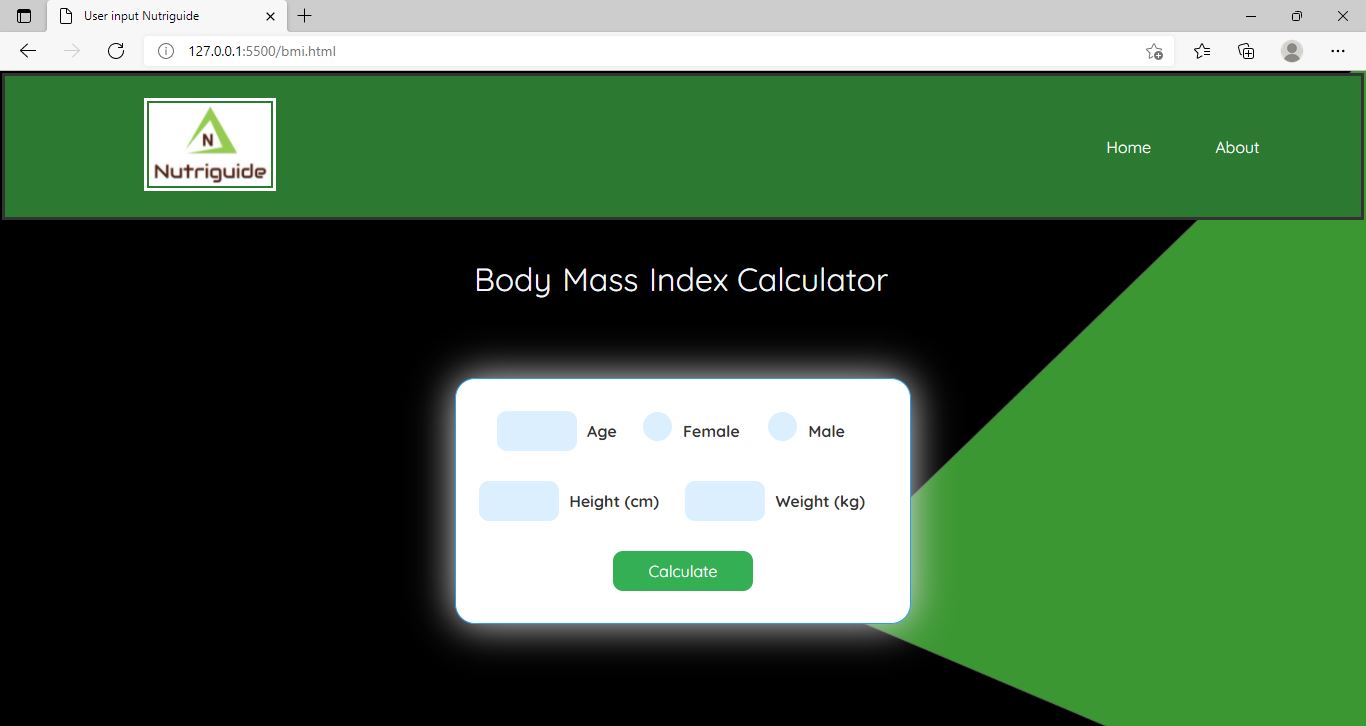 User input Nutriguide
127.0.0.1:5500/bmi.html
N
Nutriguide
Home About
Body Mass Index Calculator
Age Female Male
Height (cm) Weight (kg)
Calculate